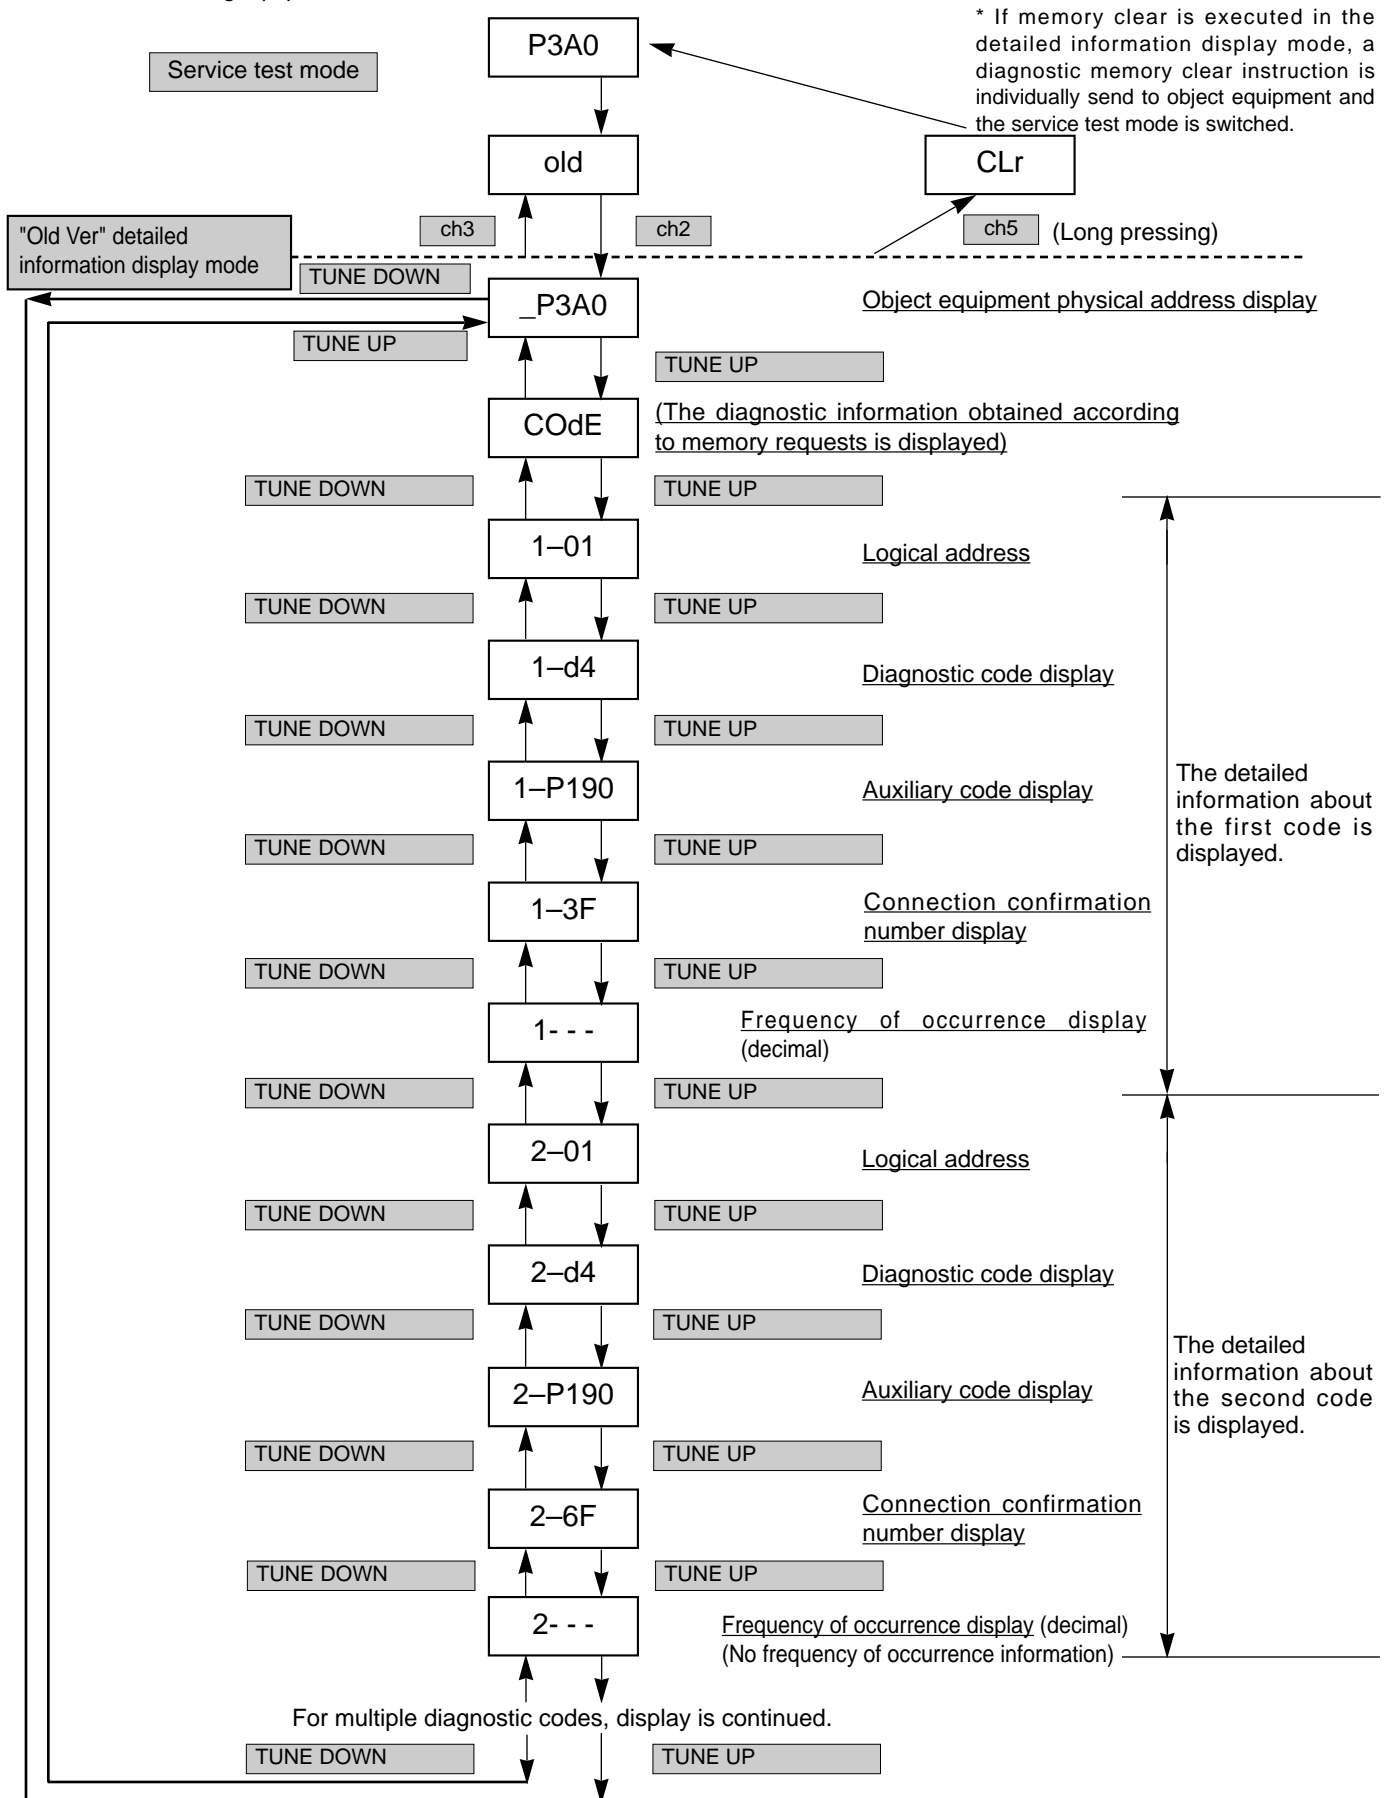 P3A0
* If memory clear is executed in the
detailed information display mode, a
diagnostic memory clear instruction is
individually send to object equipment and
the service test mode is switched.
Service test mode
old
CLr
ch3
ch2
ch5 (Long pressing)
"Old Ver" detailed
information display mode
TUNE DOWN
_P3A0
Object equipment physical address display
TUNE UP
TUNE UP
COdE
(The diagnostic information obtained according
to memory requests is displayed)
TUNE DOWN
TUNE UP
1–01
Logical address
TUNE DOWN
TUNE UP
1–d4
Diagnostic code display
TUNE DOWN
TUNE UP
1–P190
Auxiliary code display
The detailed
information about
the first code is
displayed.
TUNE DOWN
TUNE UP
1–3F
Connection confirmation
number display
TUNE DOWN
TUNE UP
1- - -
Frequency of occurrence display
(decimal)
TUNE DOWN
TUNE UP
2–01
Logical address
TUNE DOWN
TUNE UP
2–d4
Diagnostic code display
TUNE DOWN
TUNE UP
2–P190
Auxiliary code display
The detailed
information about
the second code
is displayed.
TUNE DOWN
TUNE UP
2–6F
Connection confirmation
number display
TUNE DOWN
TUNE UP
2- - -
Frequency of occurrence display (decimal)
(No frequency of occurrence information)
For multiple diagnostic codes, display is continued.
TUNE DOWN
TUNE UP